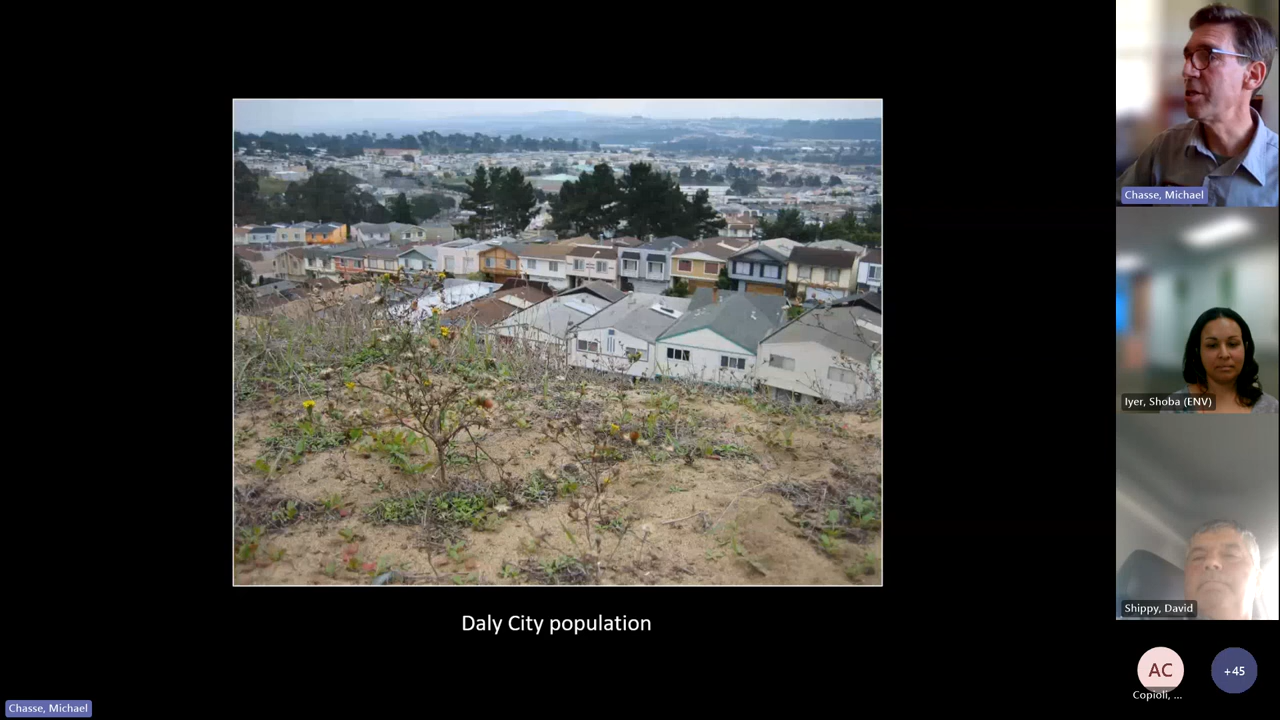 Daly City population
Chasse, Michael
Iyer, Shoba (ENV)
Shippy, David
AC
Copioli, ...
+45
Chasse, Michael